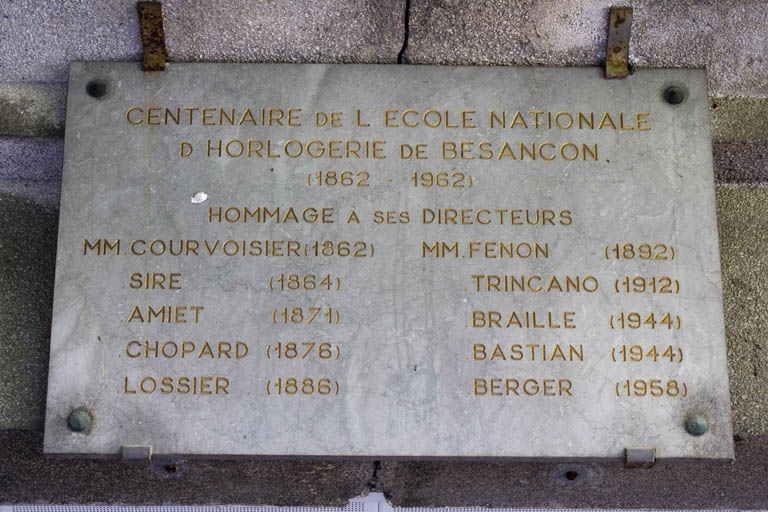 CENTENAIRE DE L ECOLE NATIONALE
D HORLOGERIE DE BESANCON
(1862 - 1962)
HOMMAGE À SES DIRECTEURS
MM. COURVOISIER (1862) MM. FENON (1892)
. SIRE (1864) . TRINCANO (1912)
. AMIET (1871) . BRAILLE (1944)
. CHOPARD (1876) . BASTIAN (1944)
. LOSSIER (1886) . BERGER (1958)